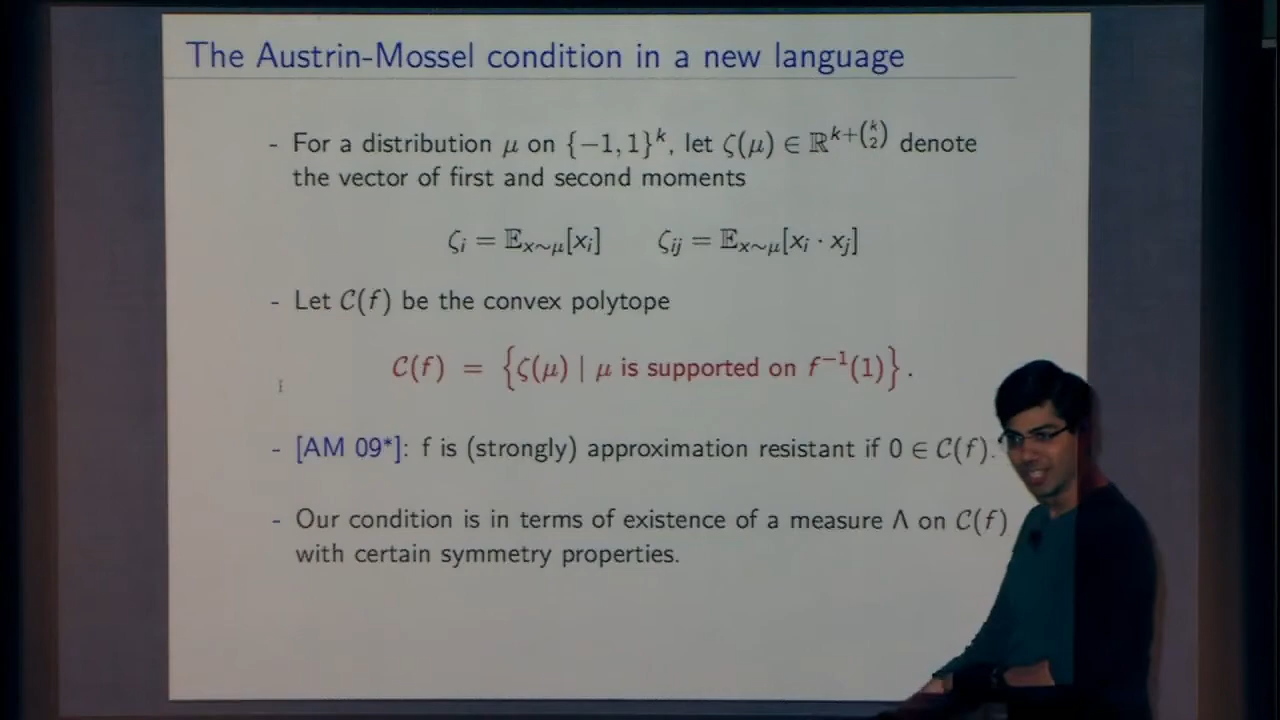 The Austrin-Mossel condition in a new language
- For a distribution μ on {−1, 1}^k, let ζ(μ) ∈ ℝ^{k+\binom{k}{2}} denote
the vector of first and second moments
ζ_i = 𝔼_{x∼μ}[x_i]  ζ_{ij} = 𝔼_{x∼μ}[x_i · x_j]
- Let C(f) be the convex polytope
C(f) = {ζ(μ) | μ is supported on f^{−1}(1)}.
- [AM 09*]: f is (strongly) approximation resistant if 0 ∈ C(f).
- Our condition is in terms of existence of a measure Λ on C(f)
with certain symmetry properties.